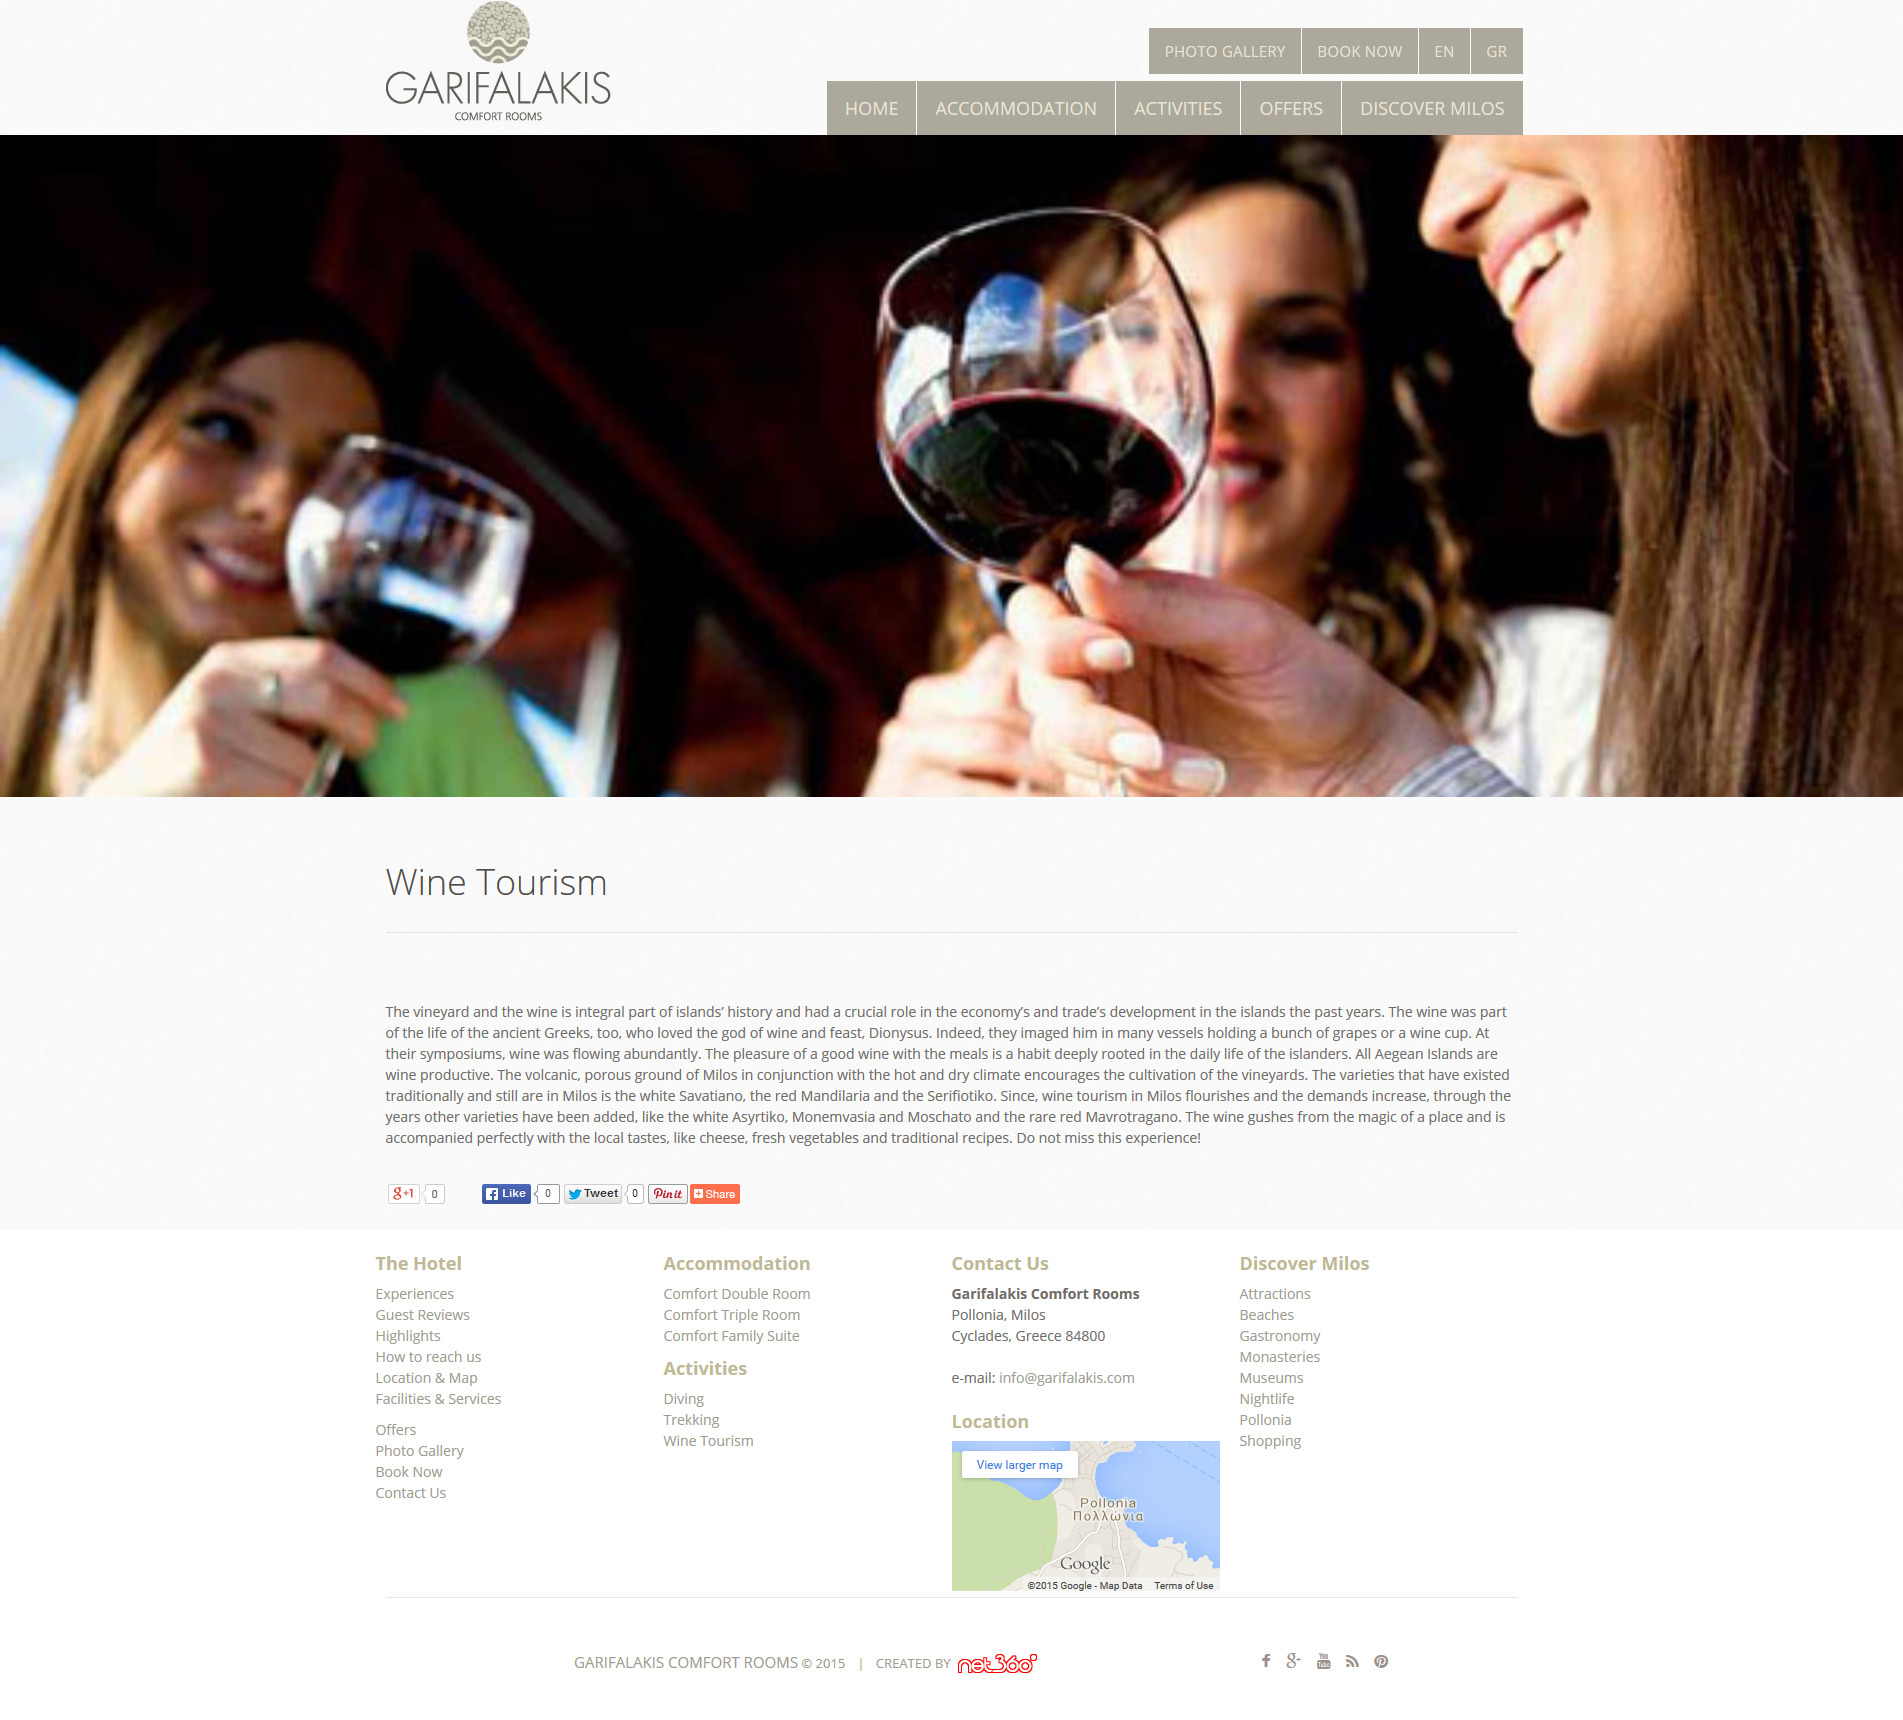 GARIFALAKIS
COMFORT ROOMS
PHOTO GALLERY BOOK NOW EN GR
HOME ACCOMMODATION ACTIVITIES OFFERS DISCOVER MILOS
Wine Tourism
The vineyard and the wine is integral part of islands’ history and had a crucial role in the economy’s and trade’s development in the islands the past years. The wine was part
of the life of the ancient Greeks, too, who loved the god of wine and feast, Dionysus. Indeed, they imaged him in many vessels holding a bunch of grapes or a wine cup. At
their symposiums, wine was flowing abundantly. The pleasure of a good wine with the meals is a habit deeply rooted in the daily life of the islanders. All Aegean Islands are
wine productive. The volcanic, porous ground of Milos in conjunction with the hot and dry climate encourages the cultivation of the vineyards. The varieties that have existed
traditionally and still are in Milos is the white Savatiano, the red Mandilaria and the Serifiotiko. Since, wine tourism in Milos flourishes and the demands increase, through the
years other varieties have been added, like the white Asyrtiko, Monemvasia and Moschato and the rare red Mavrotragano. The wine gushes from the magic of a place and is
accompanied perfectly with the local tastes, like cheese, fresh vegetables and traditional recipes. Do not miss this experience!
g+1 0 Like 0 Tweet 0 Pin it Share
The Hotel
Experiences
Guest Reviews
Highlights
How to reach us
Location & Map
Facilities & Services
Offers
Photo Gallery
Book Now
Contact Us
Accommodation
Comfort Double Room
Comfort Triple Room
Comfort Family Suite
Activities
Diving
Trekking
Wine Tourism
Contact Us
Garifalakis Comfort Rooms
Pollonia, Milos
Cyclades, Greece 84800
e-mail: info@garifalakis.com
Location
View larger map
Pollonia
Πολλώνια
Google
©2015 Google - Map Data Terms of Use
Discover Milos
Attractions
Beaches
Gastronomy
Monasteries
Museums
Nightlife
Pollonia
Shopping
GARIFALAKIS COMFORT ROOMS © 2015 | CREATED BY net360°